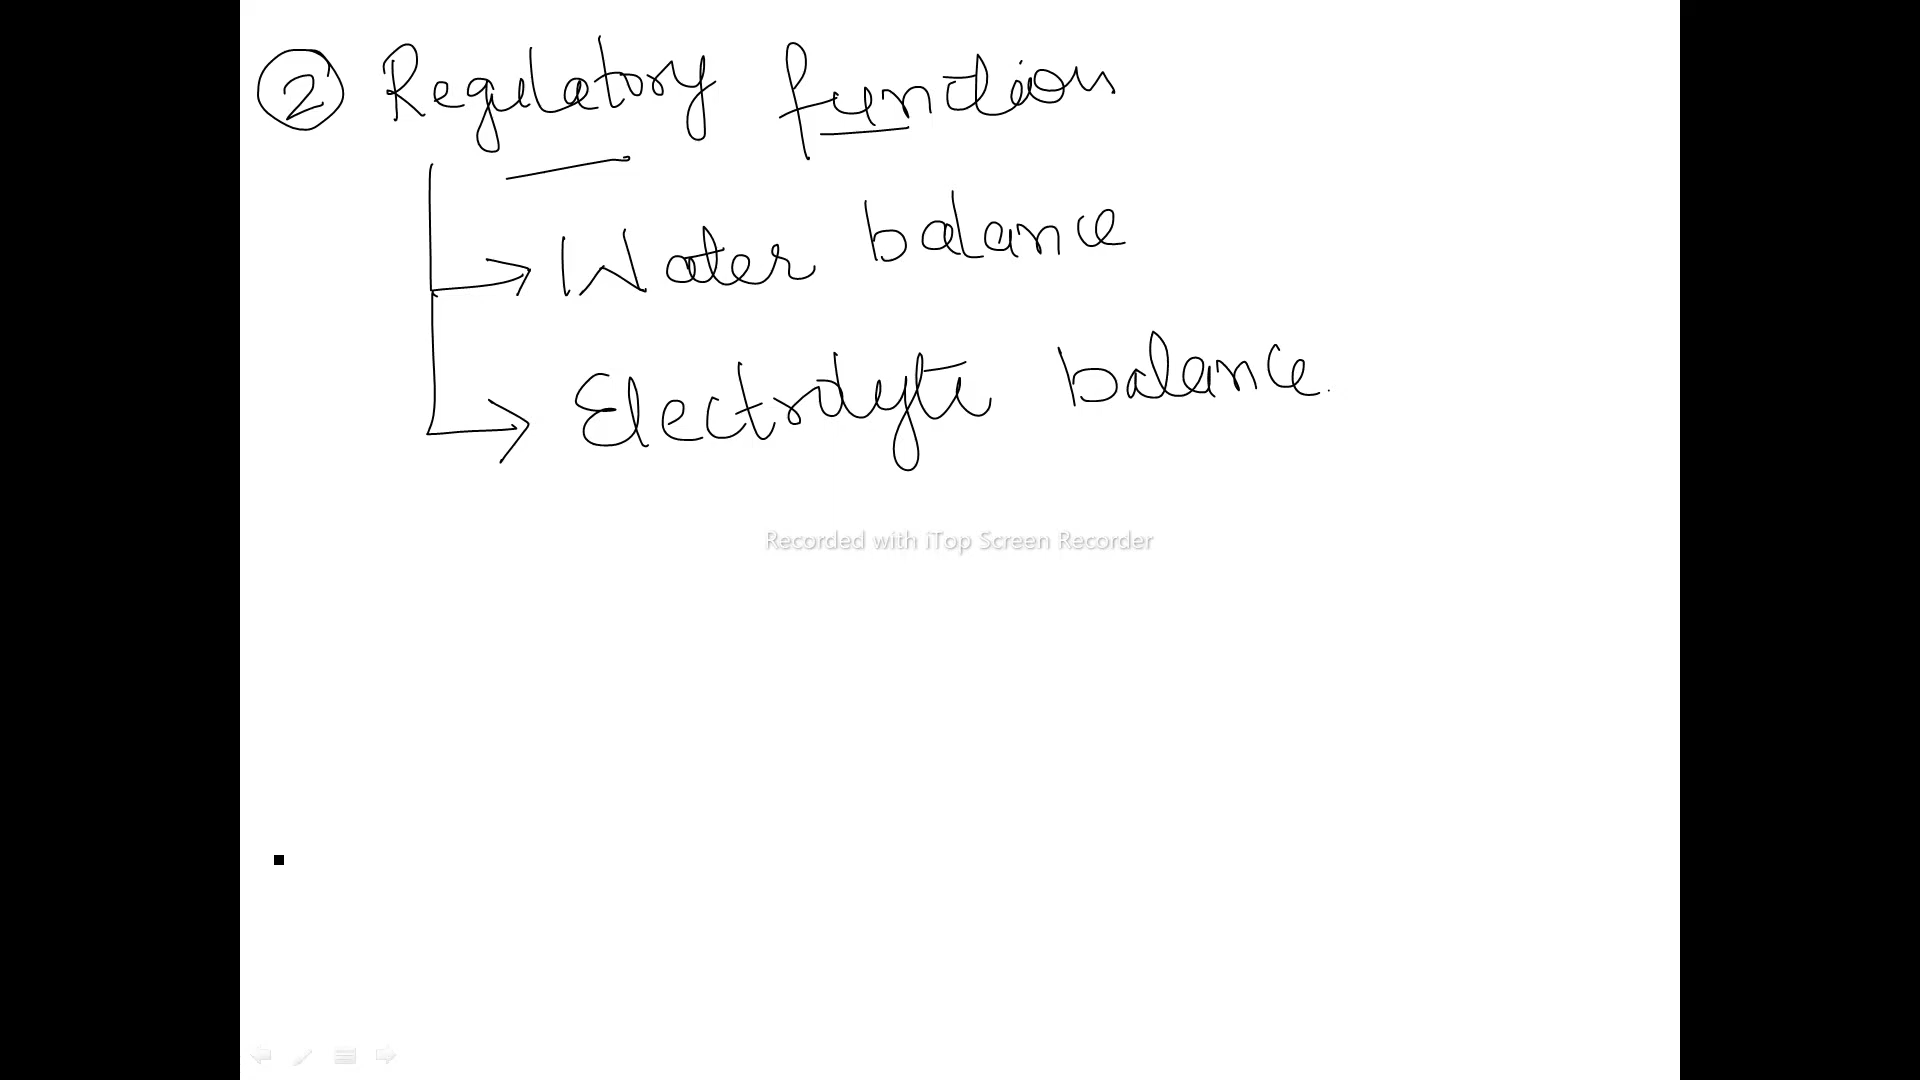 ② Regulatory function
→ Water balance
→ Electrolyte balance.
Recorded with iTop Screen Recorder